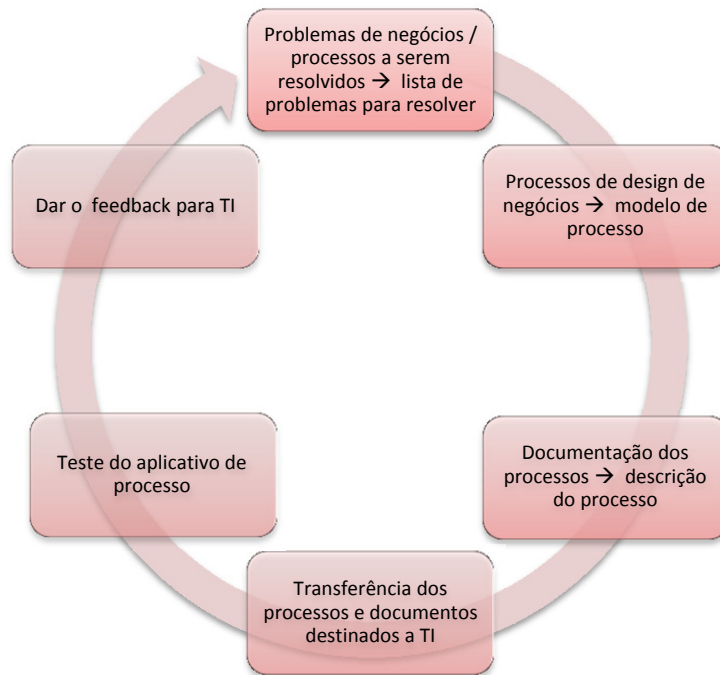 Problemas de negócios /
processos a serem
resolvidos → lista de
problemas para resolver
Processos de design de
negócios → modelo de
processo
Documentação dos
processos → descrição
do processo
Transferência dos
processos e documentos
destinados a TI
Teste do aplicativo de
processo
Dar o feedback para TI